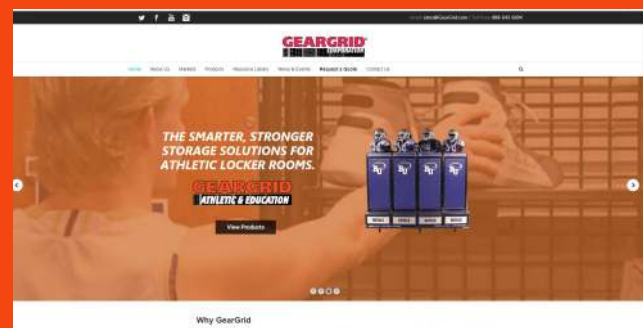 GEARGRID
CORPORATION
Home About Us Markets Products Resource Library News & Events Request a Quote Contact Us
THE SMARTER, STRONGER
STORAGE SOLUTIONS FOR
ATHLETIC LOCKER ROOMS.
GEARGRID
ATHLETIC & EDUCATION
View Products
Why GearGrid